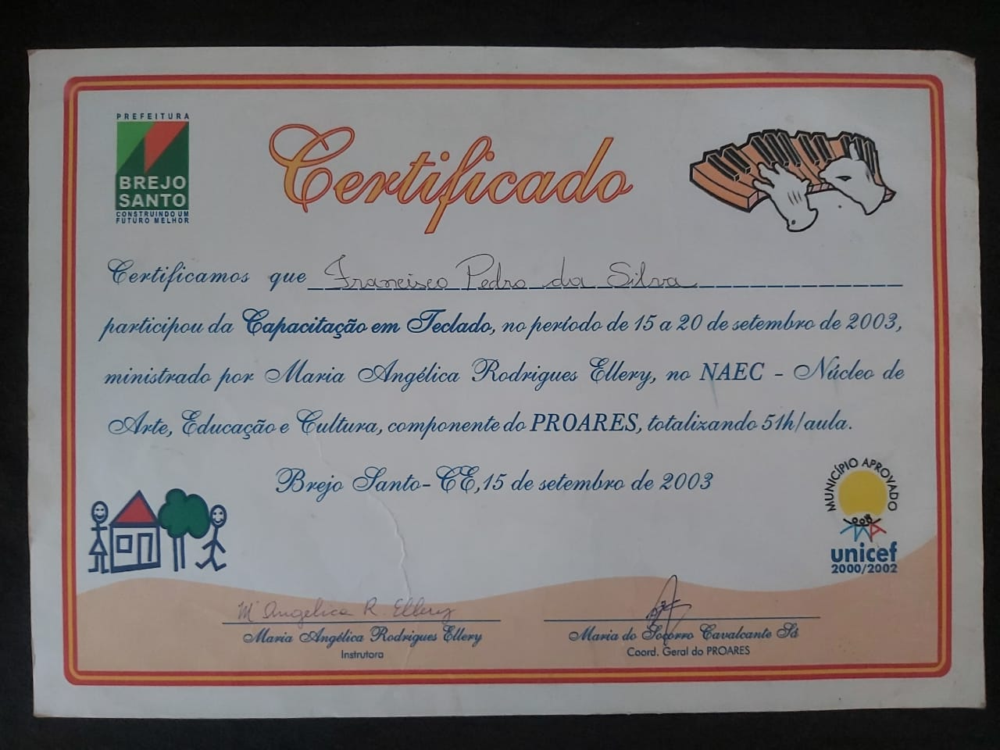 PREFEITURA
BREJO
SANTO
CONSTRUINDO UM
FUTURO MELHOR
Certificado
Certificamos que Francisco Pedro da Silva
participou da Capacitação em Teclado, no período de 15 a 20 de setembro de 2003,
ministrado por Maria Angélica Rodrigues Ellery, no NAEC - Núcleo de
Arte, Educação e Cultura, componente do PROARES, totalizando 51h/aula.
Brejo Santo-CE, 15 de setembro de 2003
MUNICÍPIO APROVADO
unicef
2000/2002
Mª Angelica R. Ellery
Maria Angélica Rodrigues Ellery
Instrutora
Maria do Socorro Cavalcante Sá
Coord. Geral do PROARES